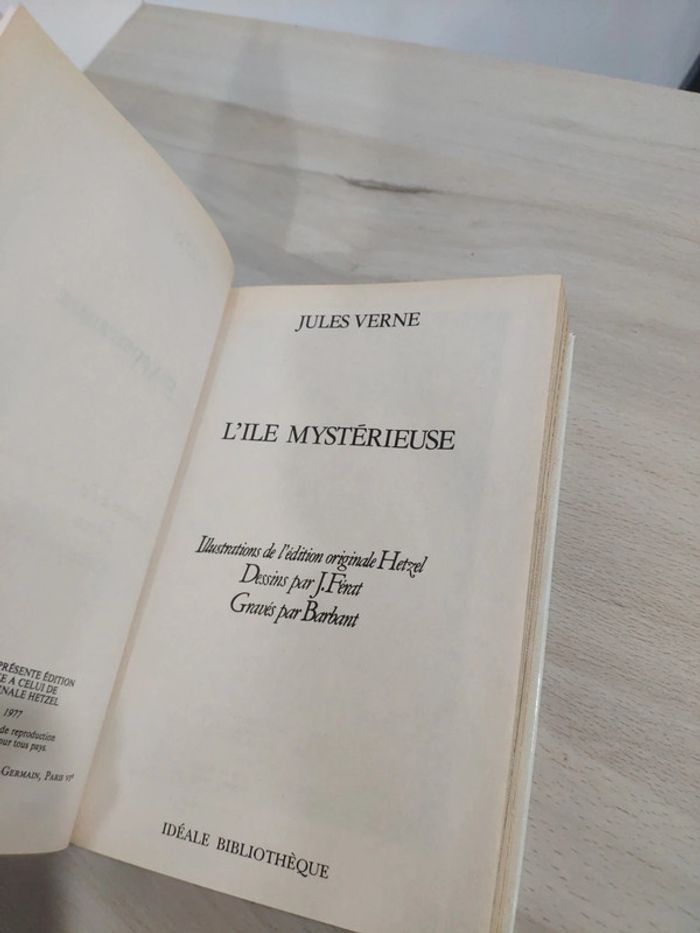 PRÉSENTE ÉDITION
E A CELUI DE
NALE HETZEL
1977
de reproduction
our tous pays.
-GERMAIN, PARIS VIᵉ
JULES VERNE
L'ILE MYSTÉRIEUSE
Illustrations de l'édition originale Hetzel
Dessins par J.Férat
Gravés par Barbant
IDÉALE BIBLIOTHÈQUE